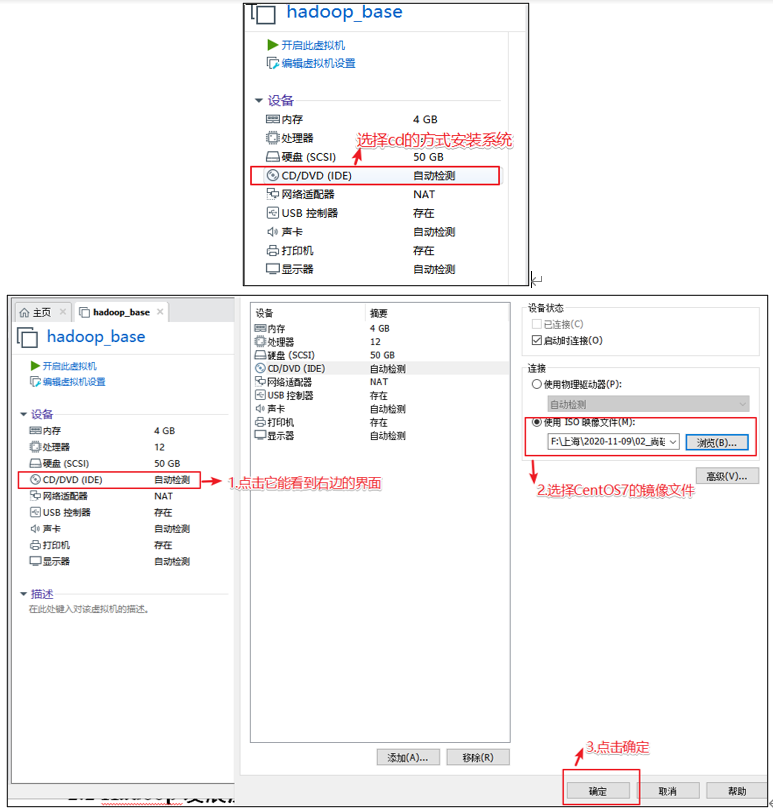 hadoop_base
开启此虚拟机
编辑虚拟机设置
设备
内存 4 GB
处理器
选择cd的方式安装系统
硬盘 (SCSI) 50 GB
CD/DVD (IDE) 自动检测
网络适配器 NAT
USB 控制器 存在
声卡 自动检测
打印机 存在
显示器 自动检测
主页
hadoop_base
hadoop_base
开启此虚拟机
编辑虚拟机设置
设备
内存 4 GB
处理器 12
硬盘 (SCSI) 50 GB
CD/DVD (IDE) 自动检测
网络适配器 NAT
USB 控制器 存在
声卡 自动检测
打印机 存在
显示器 自动检测
描述
在此处键入对该虚拟机的描述。
1.点击它能看到右边的界面
设备 摘要
内存 4 GB
处理器 12
硬盘 (SCSI) 50 GB
CD/DVD (IDE) 自动检测
网络适配器 NAT
USB 控制器 存在
声卡 自动检测
打印机 存在
显示器 自动检测
添加(A)... 移除(R)
设备状态
已连接(C)
启动时连接(O)
连接
使用物理驱动器(P):
自动检测
使用 ISO 映像文件(M):
F:\上海\2020-11-09\02_尚 浏览(B)...
高级(V)...
2.选择CentOS7的镜像文件
3.点击确定
确定 取消 帮助